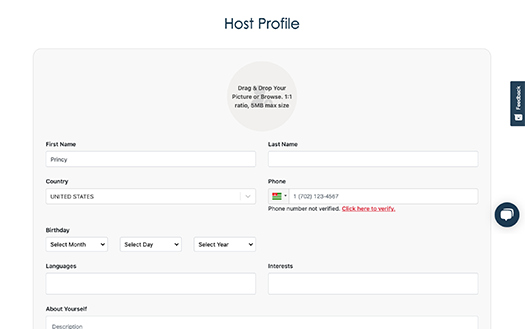 Host Profile
Drag & Drop Your
Picture or Browse. 1:1
ratio, 5MB max size
Feedback
First Name
Last Name
Princy
Country
Phone
UNITED STATES
1 (702) 123-4567
Phone number not verified. Click here to verify.
Birthday
Select Month
Select Day
Select Year
Languages
Interests
About Yourself
Description